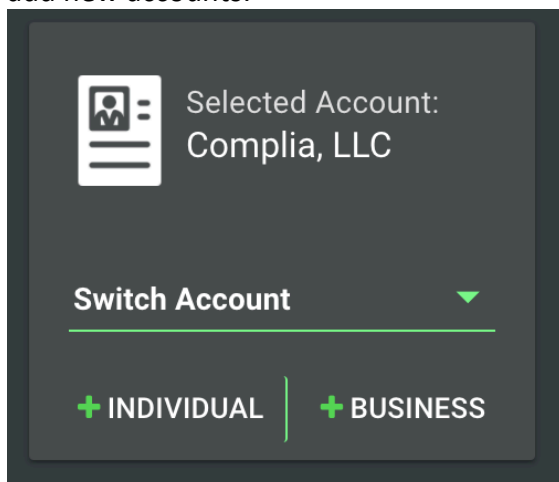 Selected Account:
Complia, LLC
Switch Account
+ INDIVIDUAL
+ BUSINESS